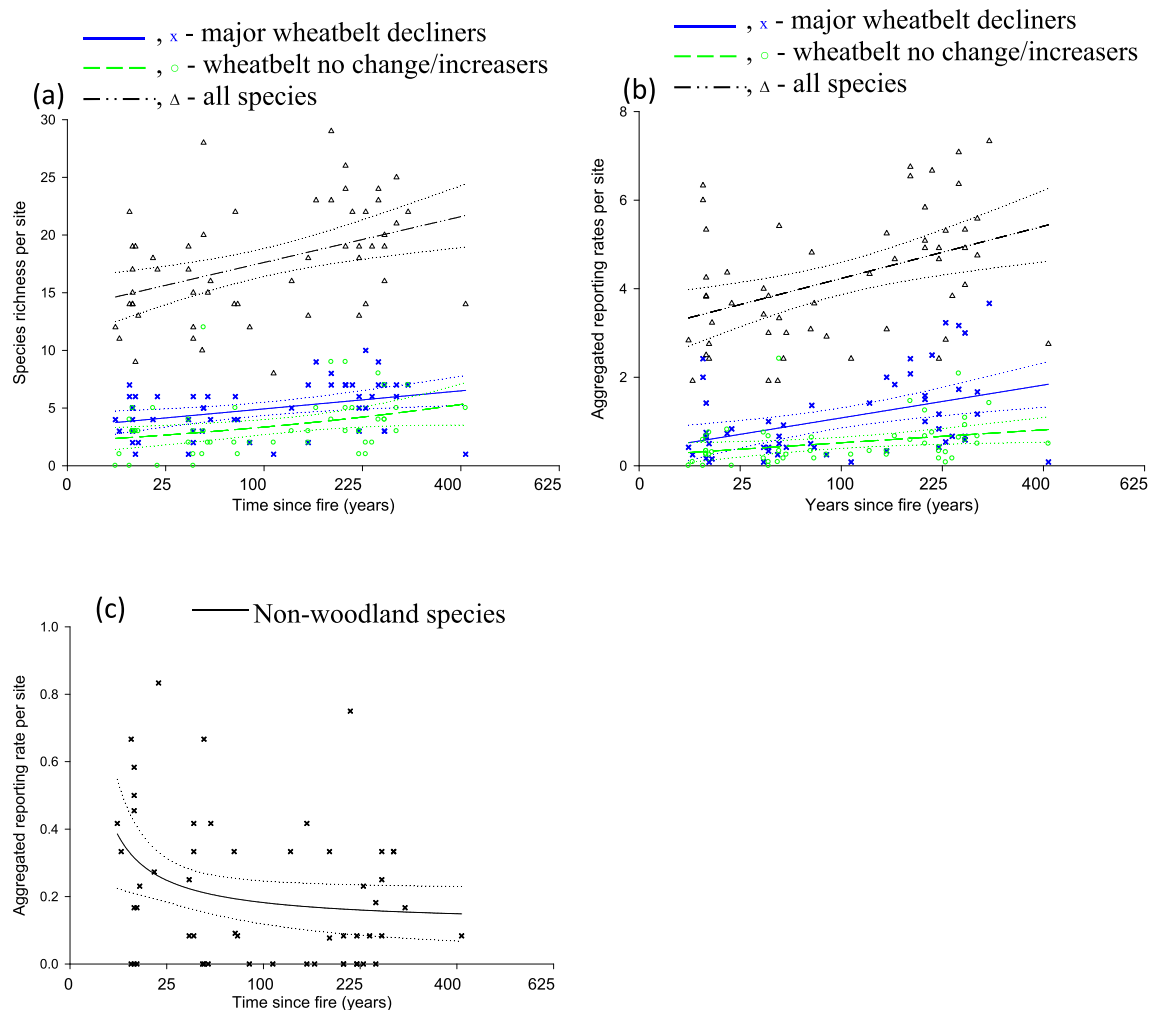 , x - major wheatbelt decliners
, o - wheatbelt no change/increasers
(a)
, Δ - all species
30
25
20
15
10
5
0
Species richness per site
0 25 100 225 400 625
Time since fire (years)
, x - major wheatbelt decliners
, o - wheatbelt no change/increasers
(b)
, Δ - all species
8
6
4
2
0
Aggregated reporting rates per site
0 25 100 225 400 625
Years since fire (years)
(c)
Non-woodland species
1.0
0.8
0.6
0.4
0.2
0.0
Aggregated reporting rate per site
0 25 100 225 400 625
Time since fire (years)